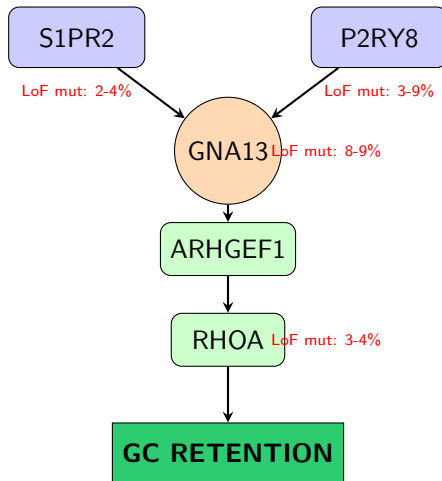 S1PR2
P2RY8
LoF mut: 2-4%
LoF mut: 3-9%
GNA13
LoF mut: 8-9%
ARHGEF1
RHOA
LoF mut: 3-4%
GC RETENTION